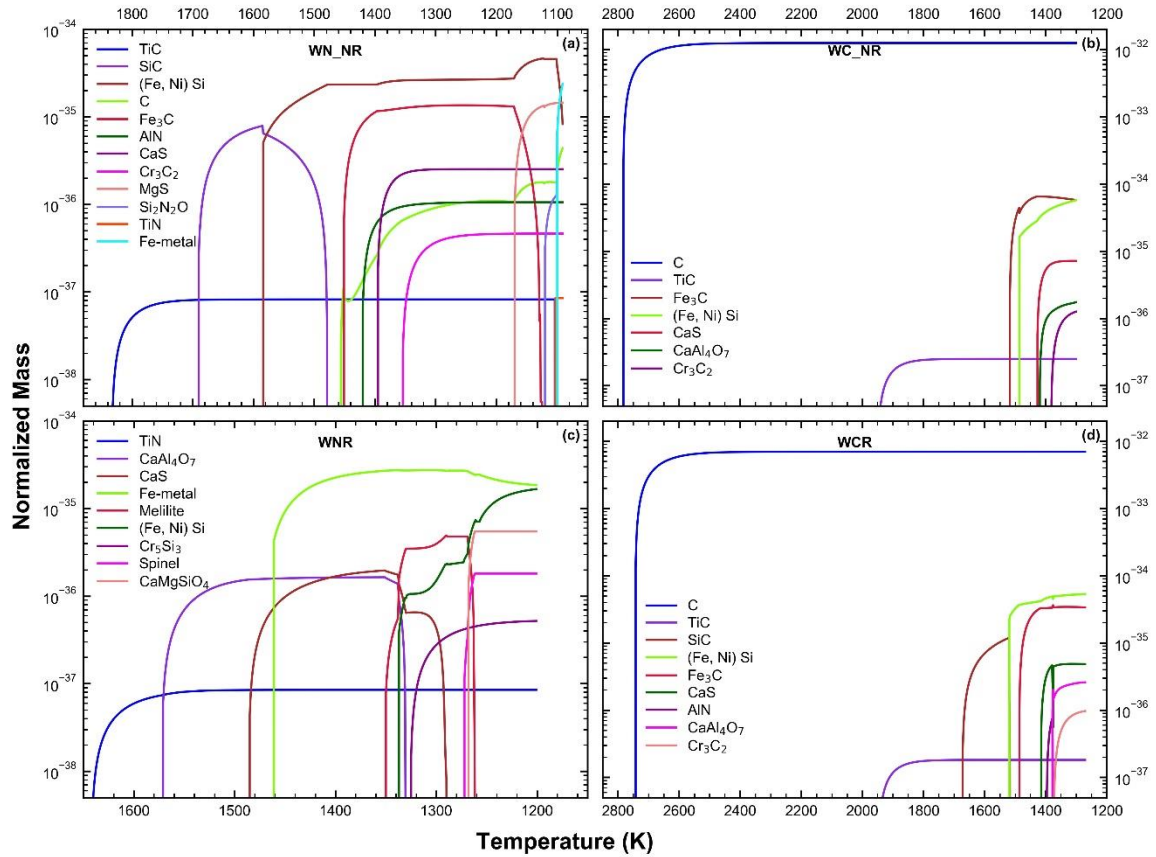 1800 1700 1600 1500 1400 1300 1200 1100
2800 2600 2400 2200 2000 1800 1600 1400 1200
10⁻³⁴
10⁻³⁵
10⁻³⁶
10⁻³⁷
10⁻³⁸
WN_NR
(a)
TiC
SiC
(Fe, Ni) Si
C
Fe₃C
AlN
CaS
Cr₃C₂
MgS
Si₂N₂O
TiN
Fe-metal
WC_NR
(b)
C
TiC
Fe₃C
(Fe, Ni) Si
CaS
CaAl₄O₇
Cr₃C₂
10⁻³²
10⁻³³
10⁻³⁴
10⁻³⁵
10⁻³⁶
10⁻³⁷
Normalized Mass
10⁻³⁴
10⁻³⁵
10⁻³⁶
10⁻³⁷
10⁻³⁸
WNR
(c)
TiN
CaAl₄O₇
CaS
Fe-metal
Melilite
(Fe, Ni) Si
Cr₅Si₃
Spinel
CaMgSiO₄
WCR
(d)
C
TiC
SiC
(Fe, Ni) Si
Fe₃C
CaS
AlN
CaAl₄O₇
Cr₃C₂
10⁻³²
10⁻³³
10⁻³⁴
10⁻³⁵
10⁻³⁶
10⁻³⁷
1600 1500 1400 1300 1200
2800 2600 2400 2200 2000 1800 1600 1400 1200
Temperature (K)